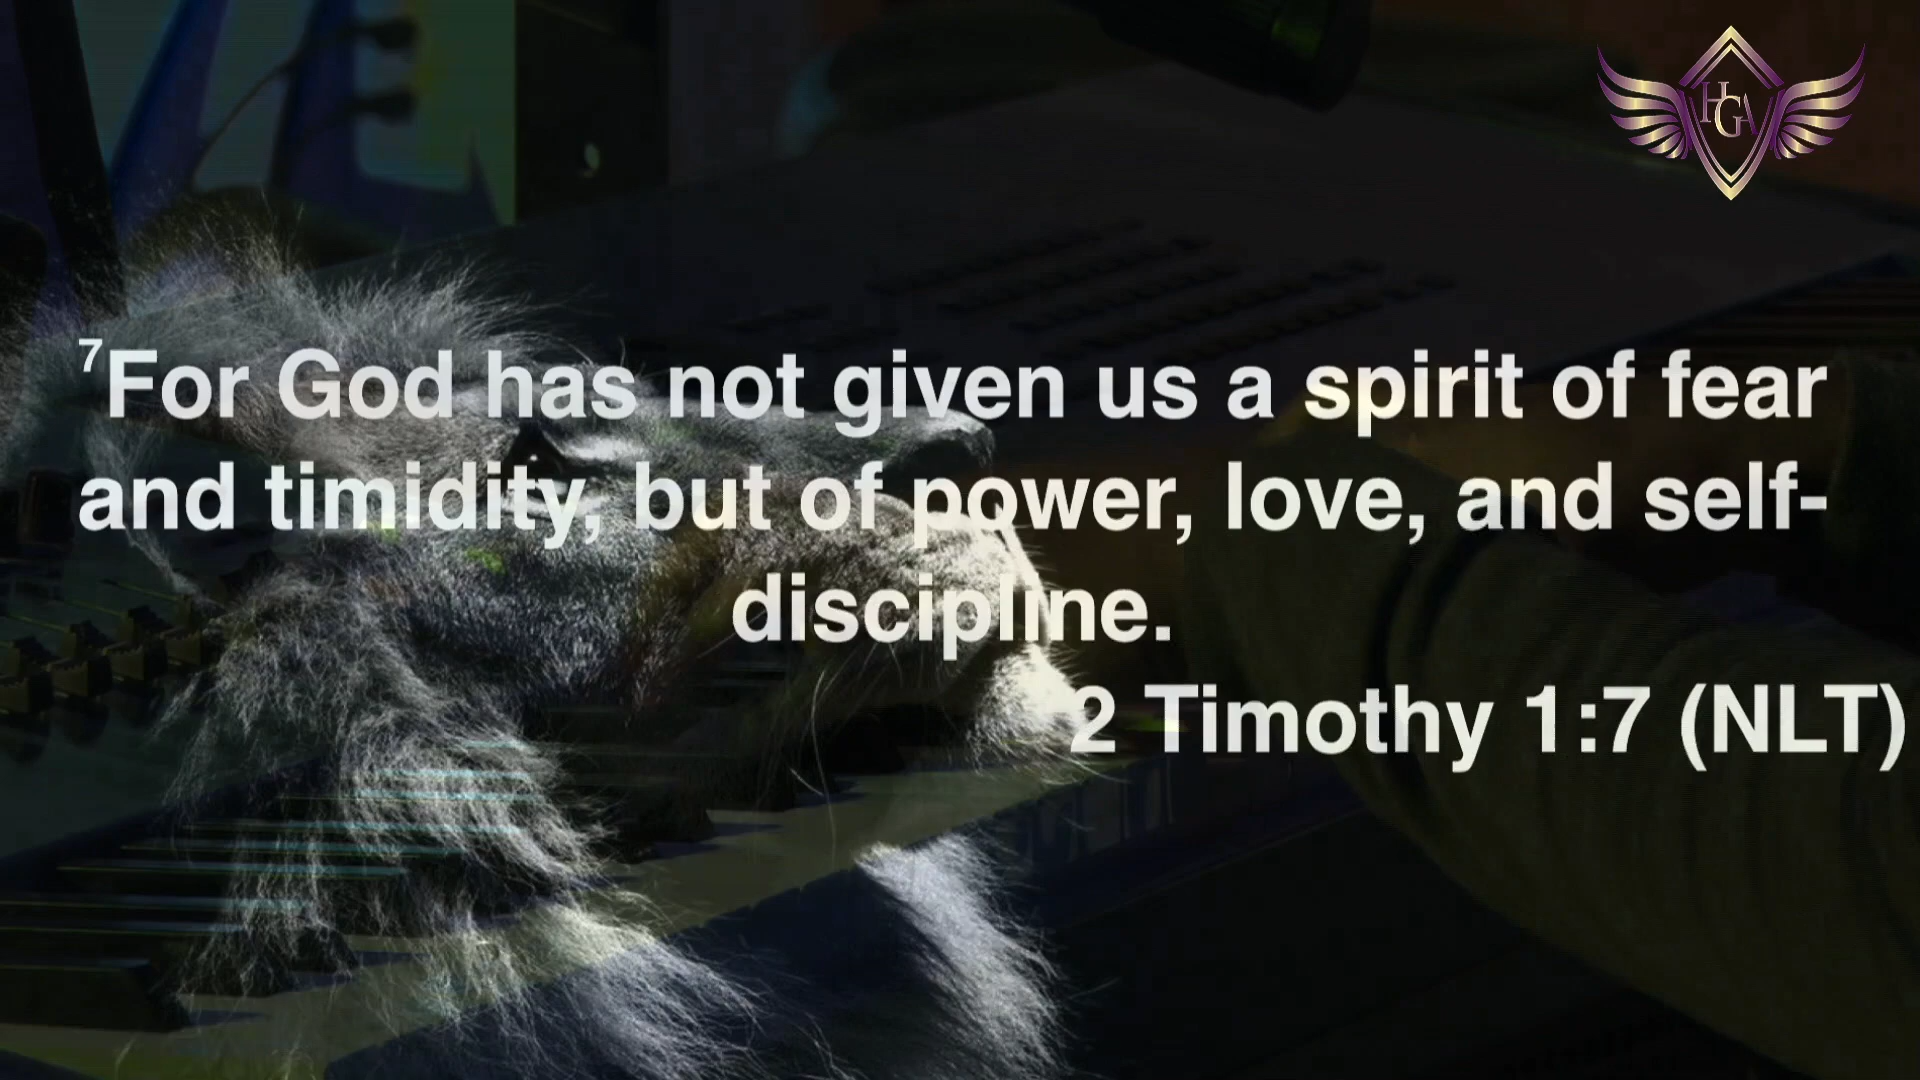 HGA
⁷For God has not given us a spirit of fear
and timidity, but of power, love, and self-
discipline.
2 Timothy 1:7 (NLT)